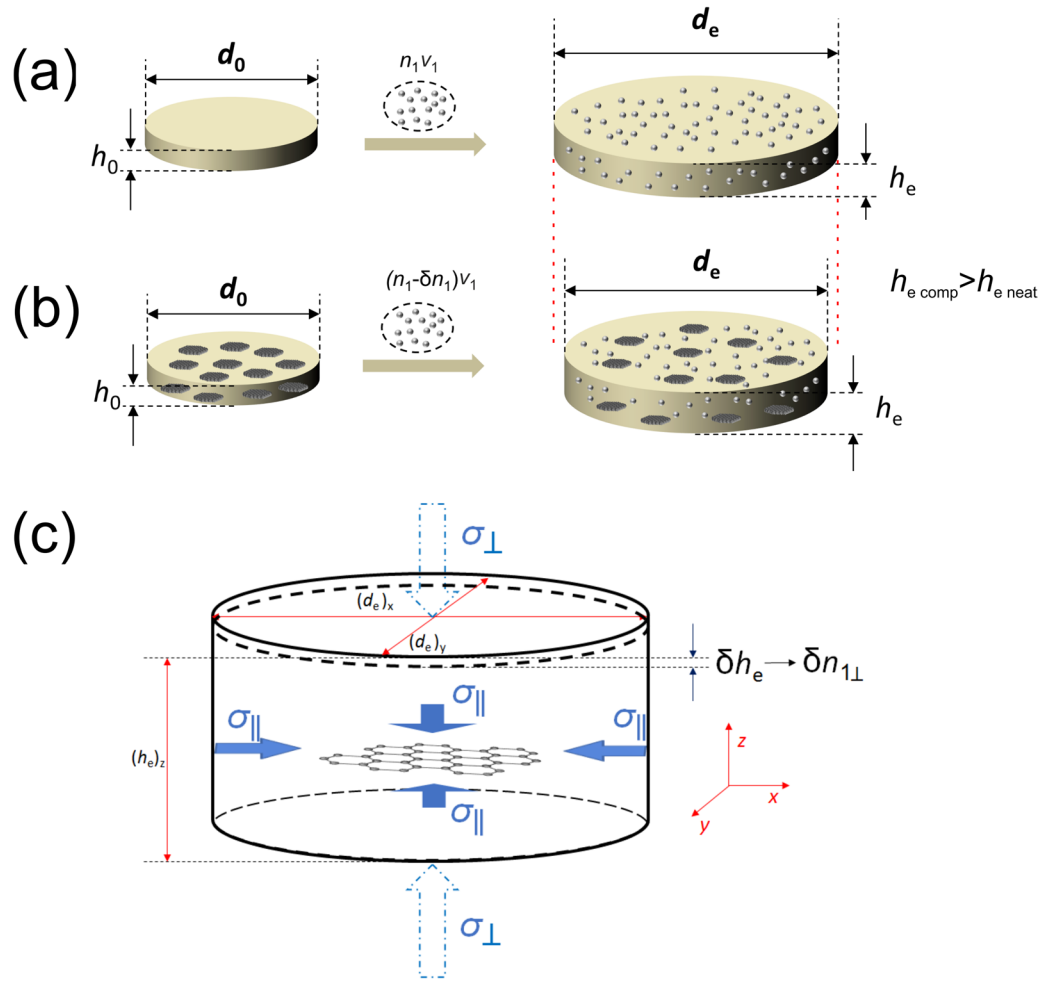 (a)
d₀
n₁v₁
dₑ
h₀
hₑ
(b)
d₀
(n₁-δn₁)v₁
dₑ
hₑ comp>hₑ neat
h₀
hₑ
(c)
σ⊥
(dₑ)ₓ
(dₑ)y
δhₑ → δn₁⊥
σ∥
σ∥
σ∥
(hₑ)z
z
x
y
σ∥
σ⊥